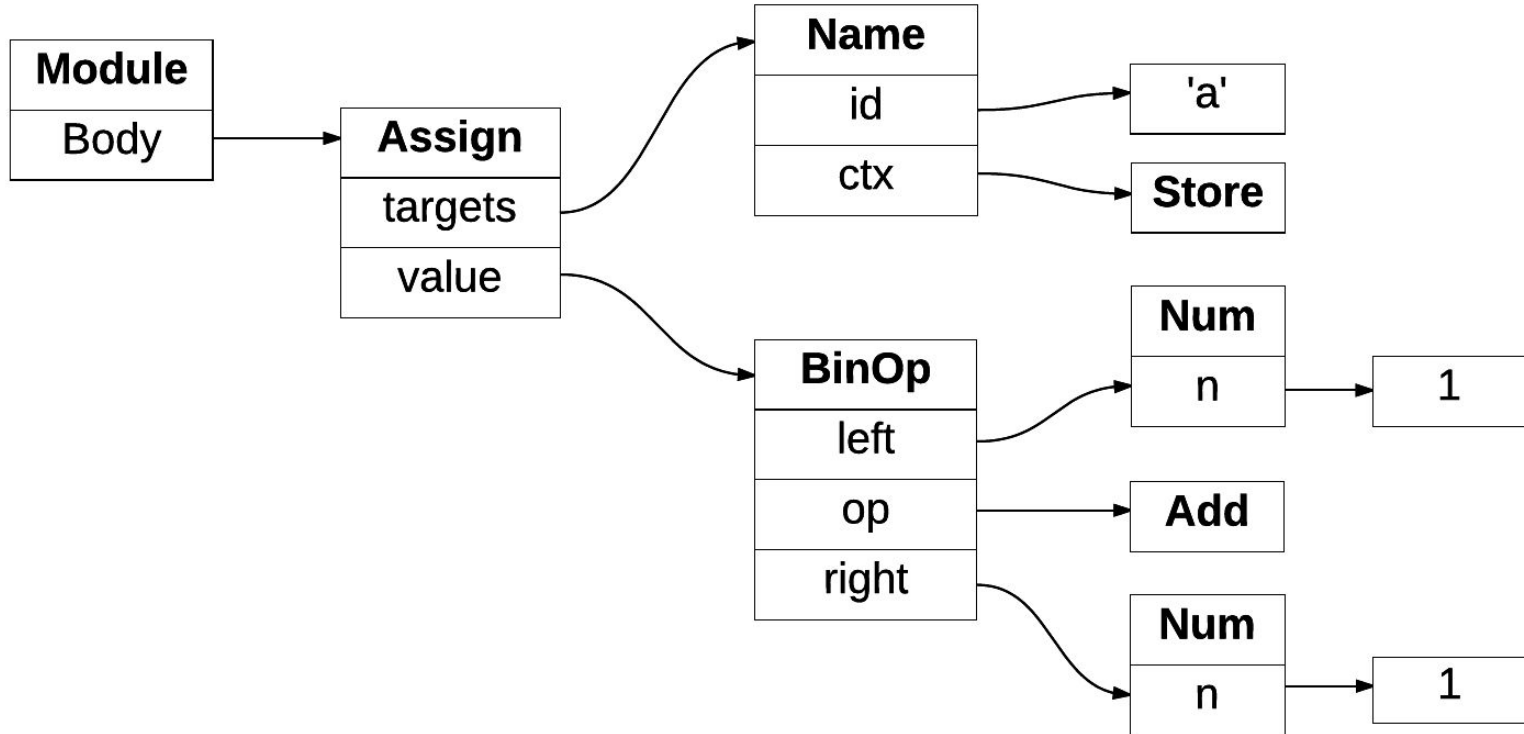 Module
Body
Assign
targets
value
Name
id
ctx
'a'
Store
BinOp
left
op
right
Num
n
1
Add
Num
n
1